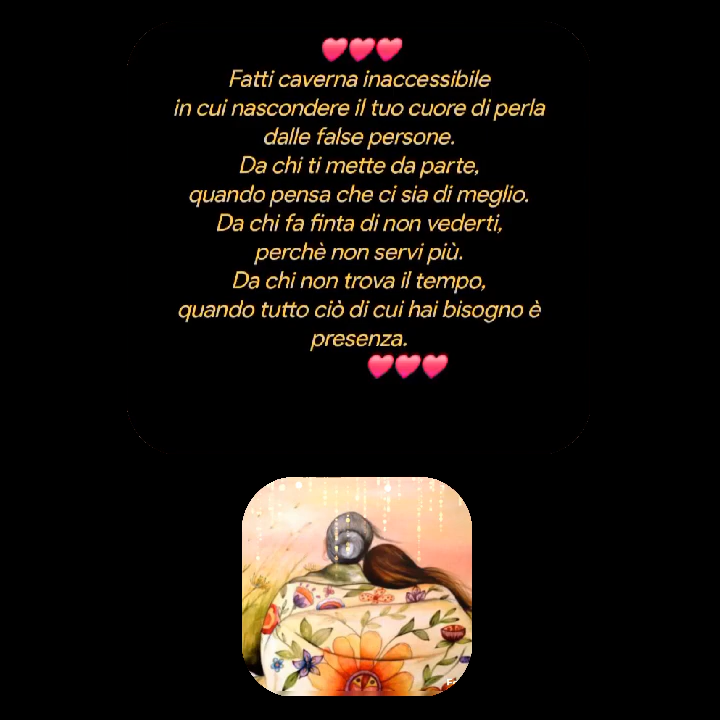 Fatti caverna inaccessibile
in cui nascondere il tuo cuore di perla
dalle false persone.
Da chi ti mette da parte,
quando pensa che ci sia di meglio.
Da chi fa finta di non vederti,
perchè non servi più.
Da chi non trova il tempo,
quando tutto ciò di cui hai bisogno è
presenza.